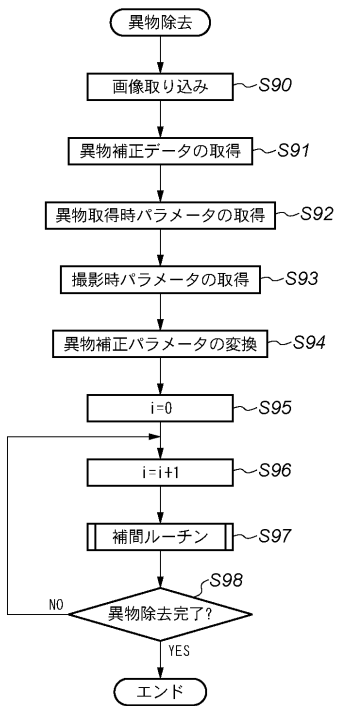 異物除去
画像取り込み S90
異物補正データの取得 S91
異物取得時パラメータの取得 S92
撮影時パラメータの取得 S93
異物補正パラメータの変換 S94
i=0 S95
i=i+1 S96
補間ルーチン S97
S98
NO 異物除去完了?
YES
エンド